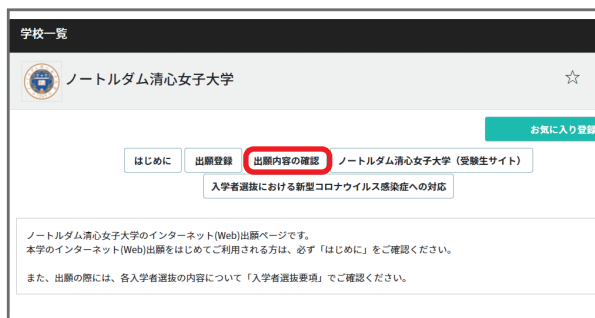 学校一覧
ノートルダム清心女子大学
お気に入り登録
はじめに 出願登録 出願内容の確認 ノートルダム清心女子大学（受験生サイト）
入学者選抜における新型コロナウイルス感染症への対応
ノートルダム清心女子大学のインターネット(Web)出願ページです。
本学のインターネット(Web)出願をはじめてご利用される方は、必ず「はじめに」をご確認ください。
また、出願の際には、各入学者選抜の内容について「入学者選抜要項」でご確認ください。